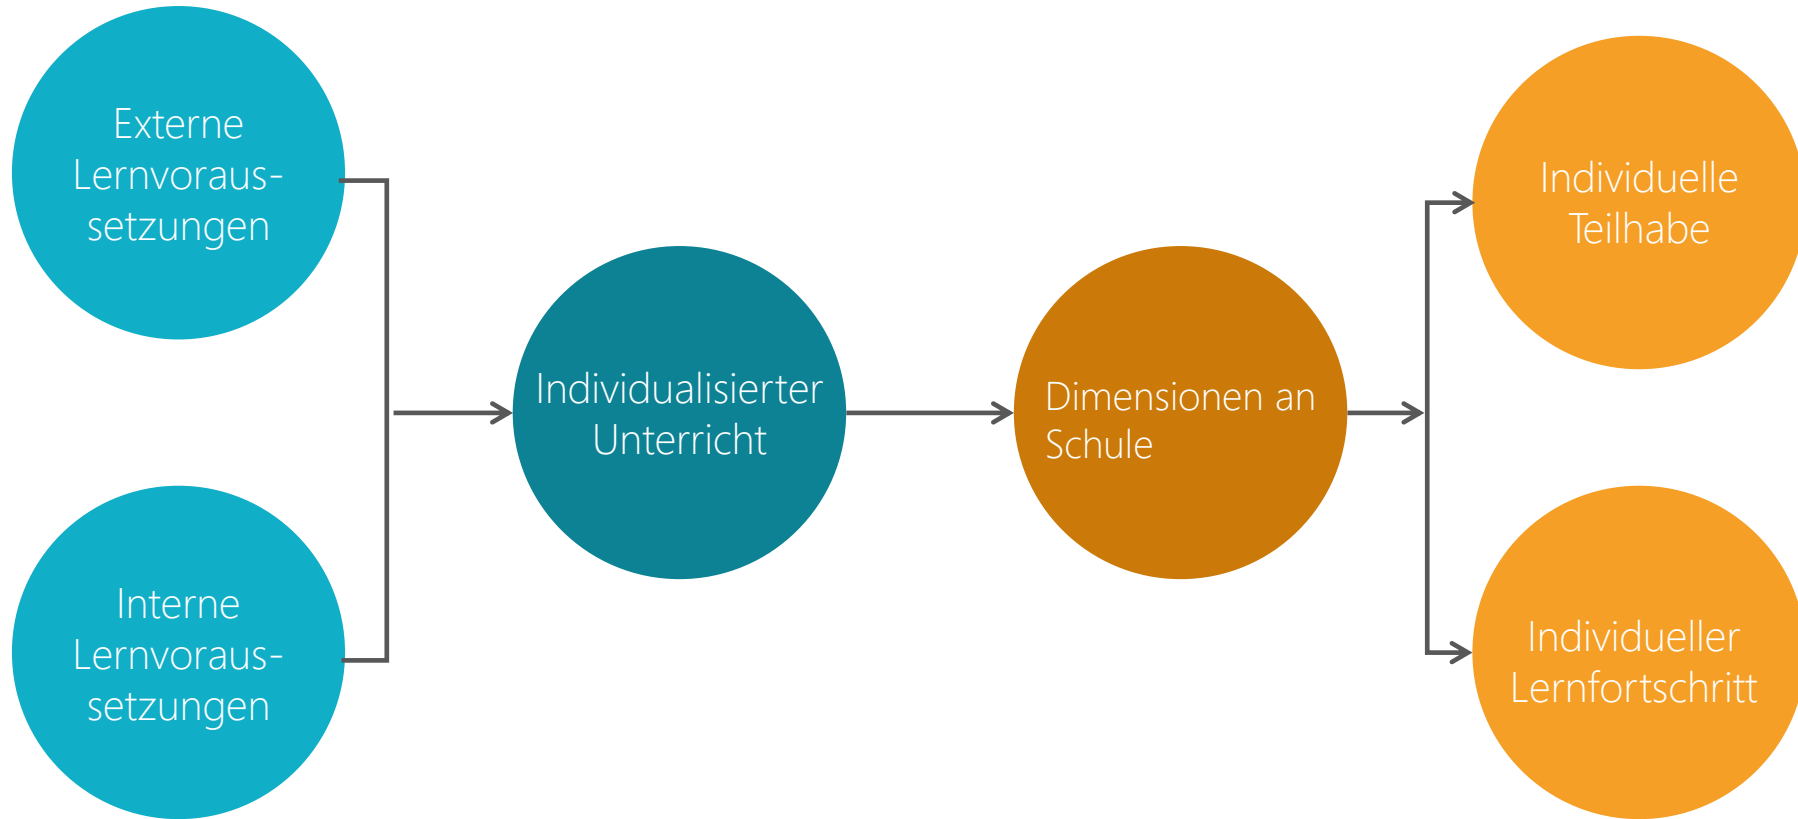 Externe
Lernvoraus-
setzungen
Interne
Lernvoraus-
setzungen
Individualisierter
Unterricht
Dimensionen an
Schule
Individuelle
Teilhabe
Individueller
Lernfortschritt